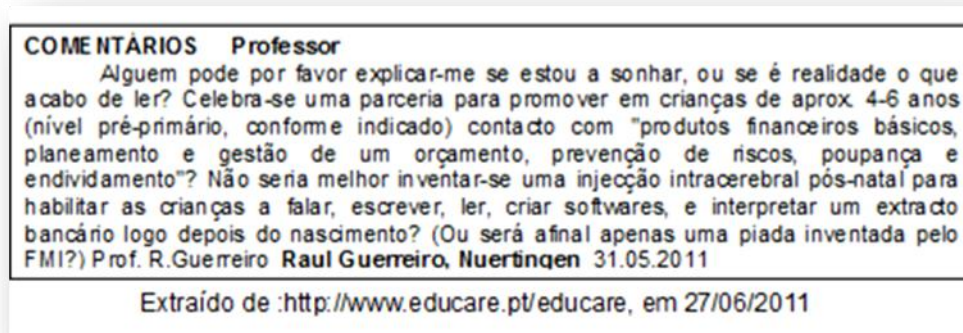 COMENTÁRIOS Professor
Alguem pode por favor explicar-me se estou a sonhar, ou se é realidade o que
acabo de ler? Celebra-se uma parceria para promover em crianças de aprox. 4-6 anos
(nível pré-primário, conforme indicado) contacto com "produtos financeiros básicos,
planeamento e gestão de um orçamento, prevenção de riscos, poupança e
endividamento"? Não seria melhor inventar-se uma injecção intracerebral pós-natal para
habilitar as crianças a falar, escrever, ler, criar softwares, e interpretar um extracto
bancário logo depois do nascimento? (Ou será afinal apenas uma piada inventada pelo
FMI?) Prof. R.Guerreiro Raul Guerreiro, Nuertingen 31.05.2011
Extraído de :http://www.educare.pt/educare, em 27/06/2011